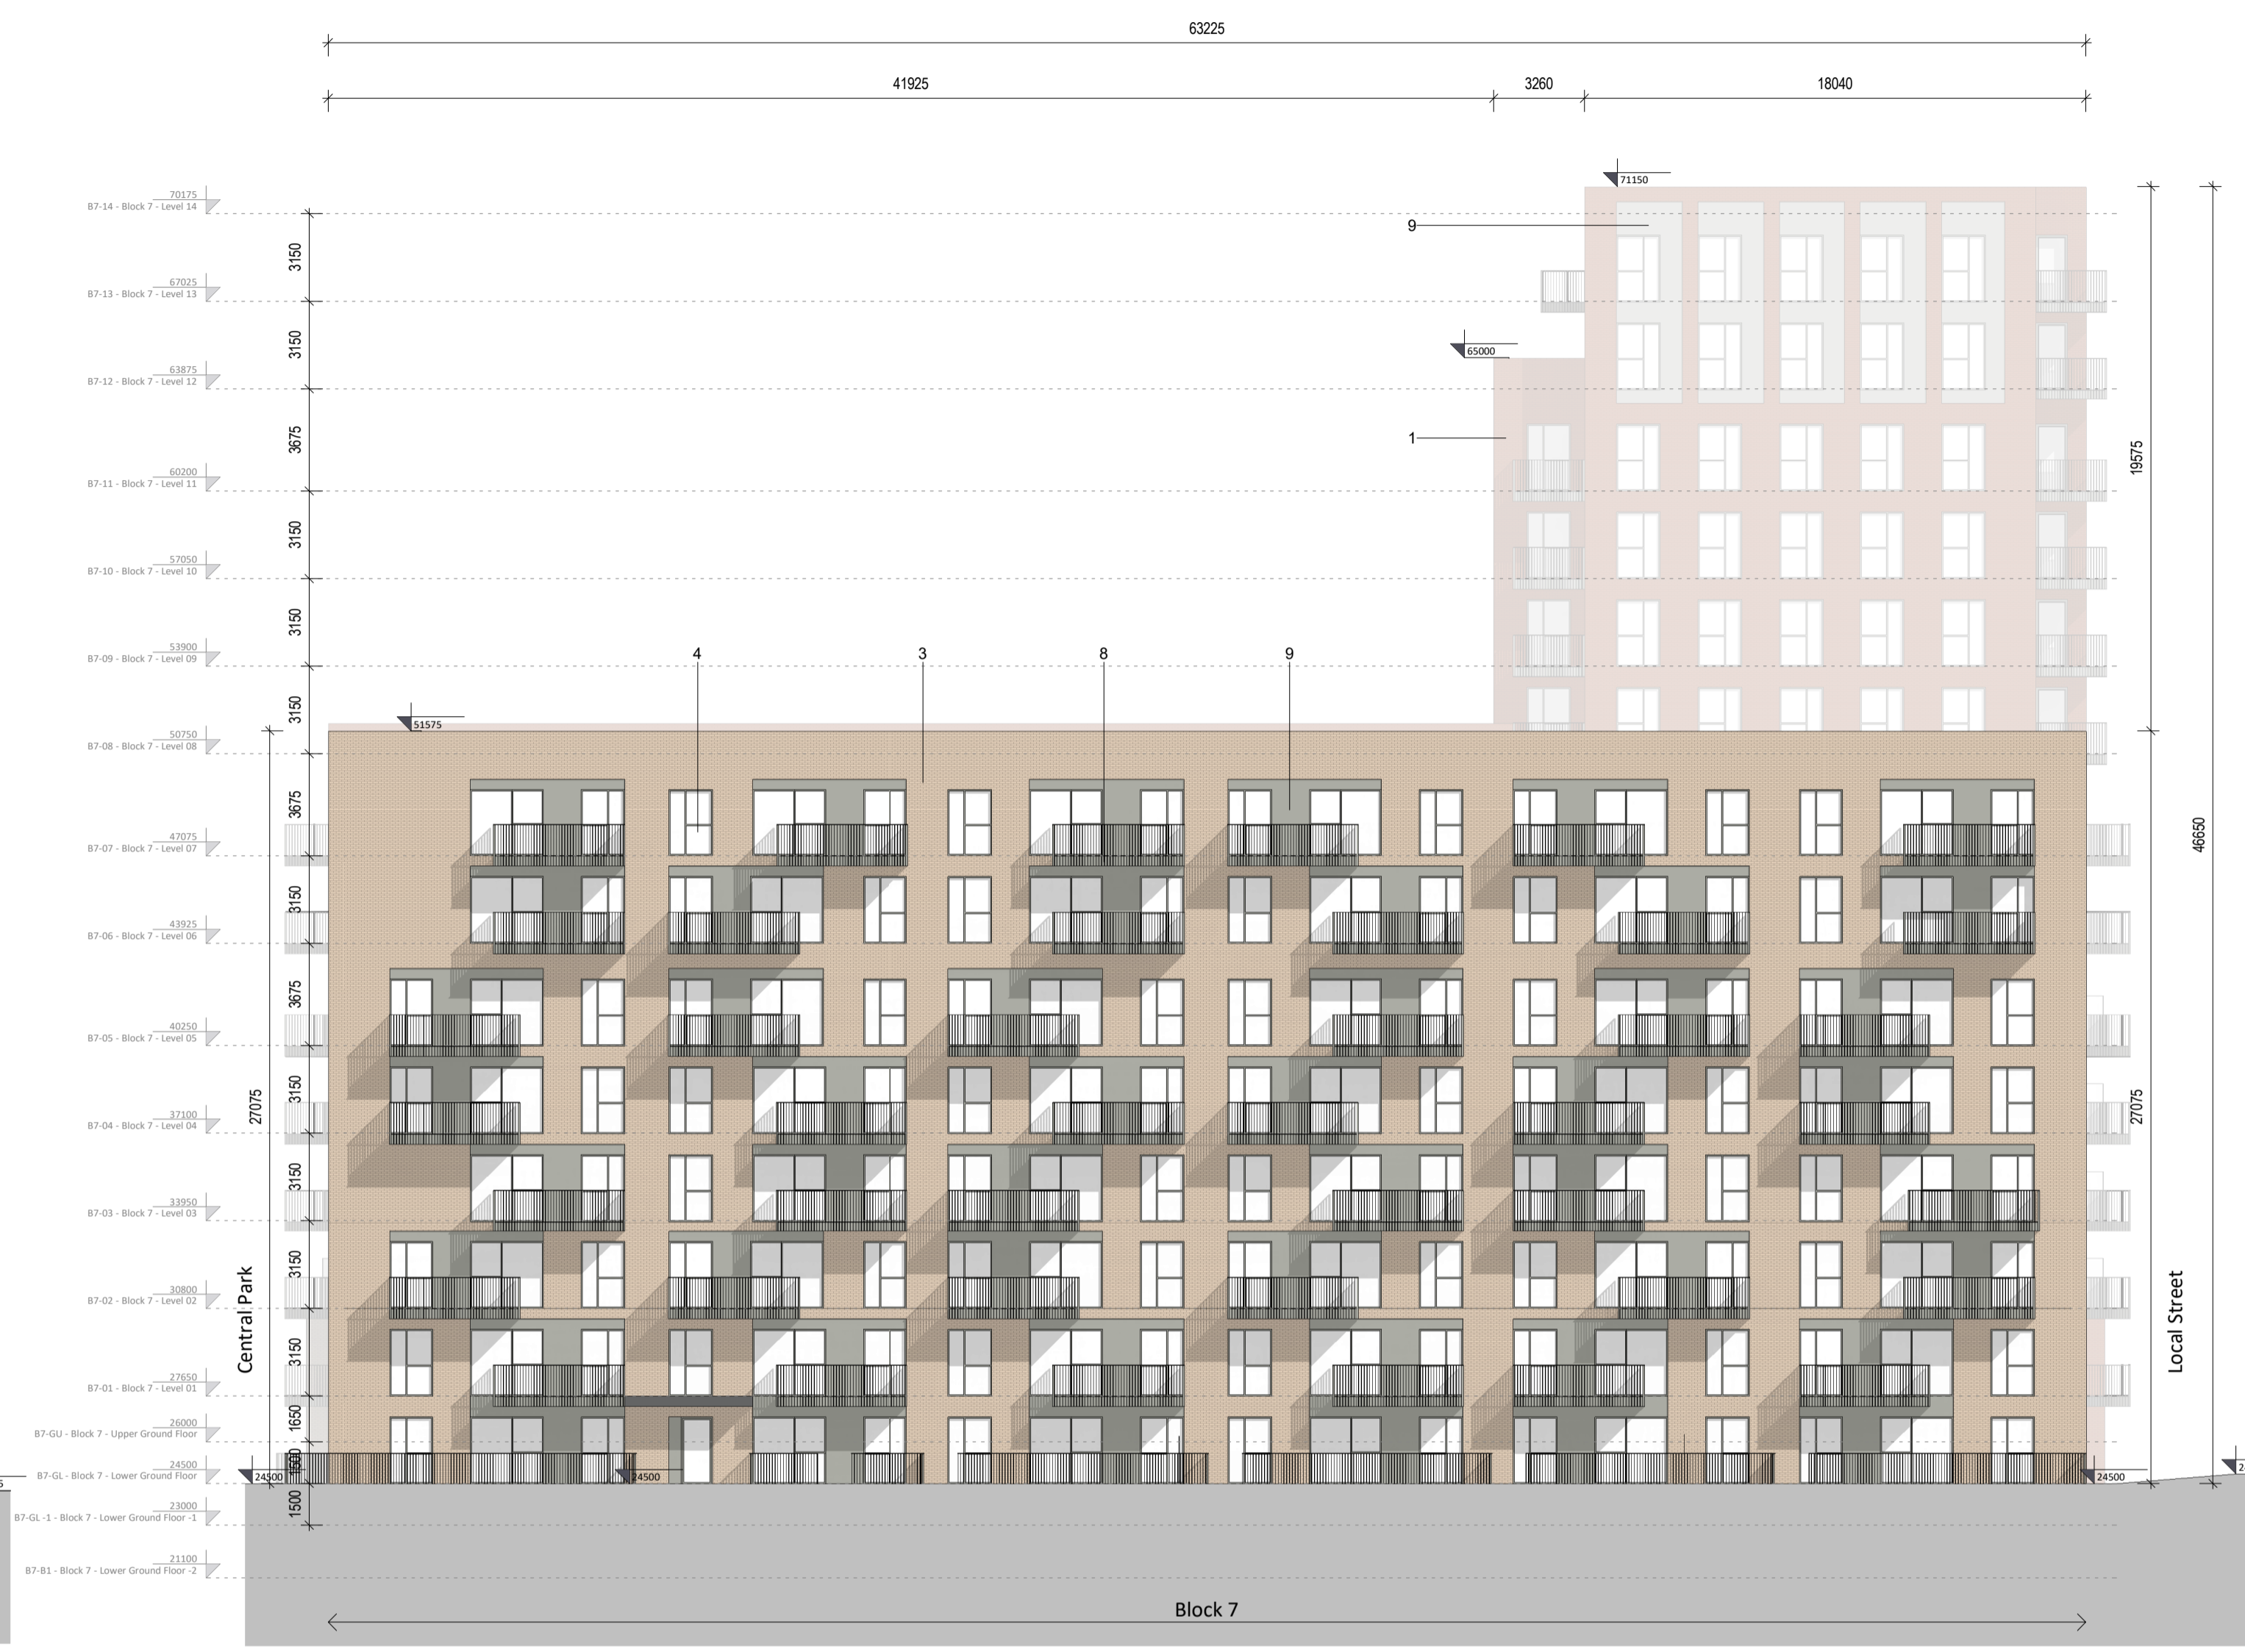 63225
41925
3260
18040
71150
70175
B7-14 - Block 7 - Level 14
9
3150
67025
B7-13 - Block 7 - Level 13
3150
65000
63875
B7-12 - Block 7 - Level 12
3675
1
19575
60200
B7-11 - Block 7 - Level 11
3150
57050
B7-10 - Block 7 - Level 10
3150
53900
B7-09 - Block 7 - Level 09
4
3
8
9
3150
51575
50750
B7-08 - Block 7 - Level 08
3675
46650
47075
B7-07 - Block 7 - Level 07
3150
43925
B7-06 - Block 7 - Level 06
3675
40250
B7-05 - Block 7 - Level 05
3150
27075
27075
37100
B7-04 - Block 7 - Level 04
3150
33950
B7-03 - Block 7 - Level 03
3150
30800
B7-02 - Block 7 - Level 02
Central Park
Local Street
3150
27650
B7-01 - Block 7 - Level 01
1650
26000
B7-GU - Block 7 - Upper Ground Floor
1500
24500
B7-GL - Block 7 - Lower Ground Floor
24500
24500
24500
1500
23000
B7-GL -1 - Block 7 - Lower Ground Floor -1
21100
B7-B1 - Block 7 - Lower Ground Floor -2
Block 7